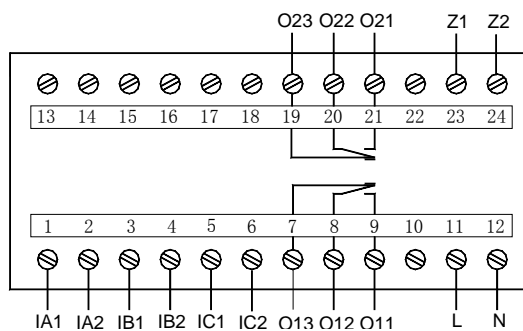 O23 O22 O21 Z1 Z2
13 14 15 16 17 18 19 20 21 22 23 24
1 2 3 4 5 6 7 8 9 10 11 12
IA1 IA2 IB1 IB2 IC1 IC2 O13 O12 O11 L N